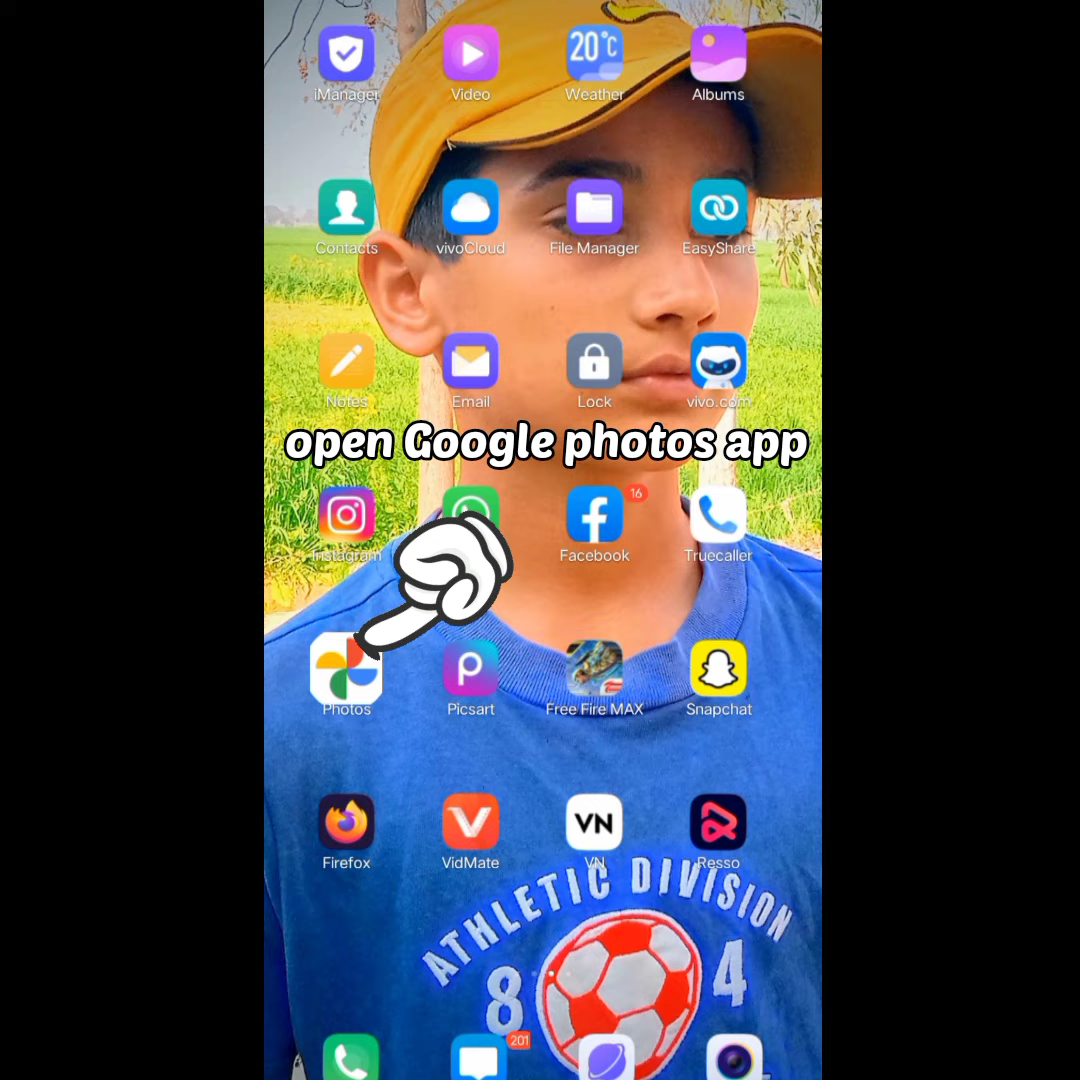 20°C
iManager Video Weather Albums
Contacts vivoCloud File Manager EasyShare
Notes Email Lock vivo.com
open Google photos app
16
Instagram Facebook Truecaller
Photos Picsart Free Fire MAX Snapchat
VN
Firefox VidMate VN Resso
ATHLETIC DIVISION
8 4
201